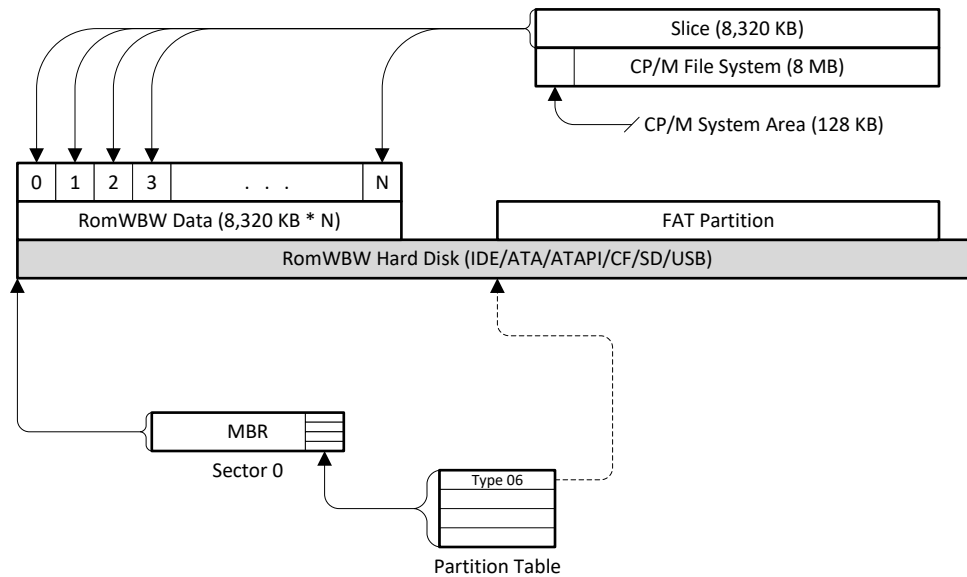 Slice (8,320 KB)
CP/M File System (8 MB)
CP/M System Area (128 KB)
0 1 2 3 . . . N
RomWBW Data (8,320 KB * N)
FAT Partition
RomWBW Hard Disk (IDE/ATA/ATAPI/CF/SD/USB)
MBR
Sector 0
Type 06
Partition Table